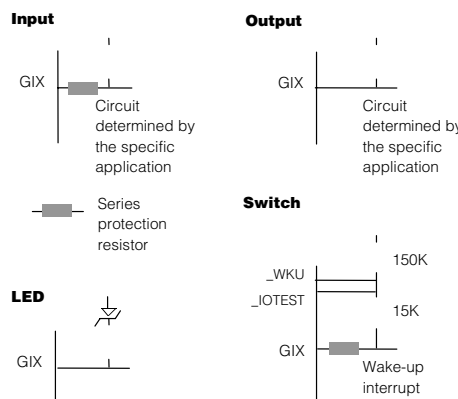 Input
GIX
Circuit
determined by
the specific
application
Series
protection
resistor
LED
GIX
Output
GIX
Circuit
determined by
the specific
application
Switch
150K
_WKU
_IOTEST
15K
GIX
Wake-up
interrupt